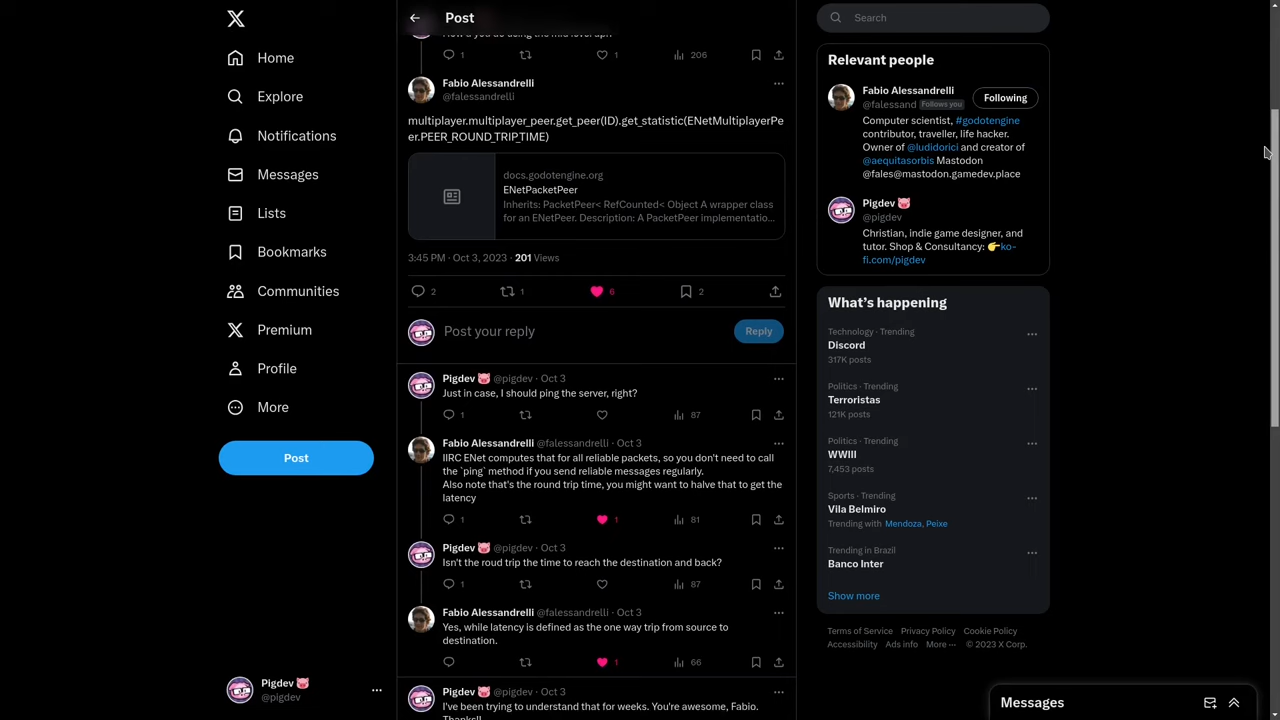 Home
Explore
Notifications
Messages
Lists
Bookmarks
Communities
Premium
Profile
More
Post
Pigdev 🐷
@pigdev
Post
1 1 206
Fabio Alessandrelli
@falessandrelli
multiplayer.multiplayer_peer.get_peer(ID).get_statistic(ENetMultiplayerPe
er.PEER_ROUND_TRIP_TIME)
docs.godotengine.org
ENetPacketPeer
Inherits: PacketPeer< RefCounted< Object A wrapper class
for an ENetPeer. Description: A PacketPeer implementatio...
3:45 PM · Oct 3, 2023 · 201 Views
2 1 6 2
Post your reply
Reply
Pigdev 🐷 @pigdev · Oct 3
Just in case, I should ping the server, right?
1 87
Fabio Alessandrelli @falessandrelli · Oct 3
IIRC ENet computes that for all reliable packets, so you don't need to call
the `ping` method if you send reliable messages regularly.
Also note that's the round trip time, you might want to halve that to get the
latency
1 1 81
Pigdev 🐷 @pigdev · Oct 3
Isn't the roud trip the time to reach the destination and back?
1 87
Fabio Alessandrelli @falessandrelli · Oct 3
Yes, while latency is defined as the one way trip from source to
destination.
1 66
Pigdev 🐷 @pigdev · Oct 3
I've been trying to understand that for weeks. You're awesome, Fabio.
Thanks!!
Search
Relevant people
Fabio Alessandrelli
@falessand Follows you
Following
Computer scientist, #godotengine
contributor, traveller, life hacker.
Owner of @ludidorici and creator of
@aequitasorbis Mastodon
@fales@mastodon.gamedev.place
Pigdev 🐷
@pigdev
Christian, indie game designer, and
tutor. Shop & Consultancy: 👉ko-
fi.com/pigdev
What's happening
Technology · Trending
Discord
317K posts
Politics · Trending
Terroristas
121K posts
Politics · Trending
WWIII
7,453 posts
Sports · Trending
Vila Belmiro
Trending with Mendoza, Peixe
Trending in Brazil
Banco Inter
Show more
Terms of Service Privacy Policy Cookie Policy
Accessibility Ads info More ··· © 2023 X Corp.
Messages